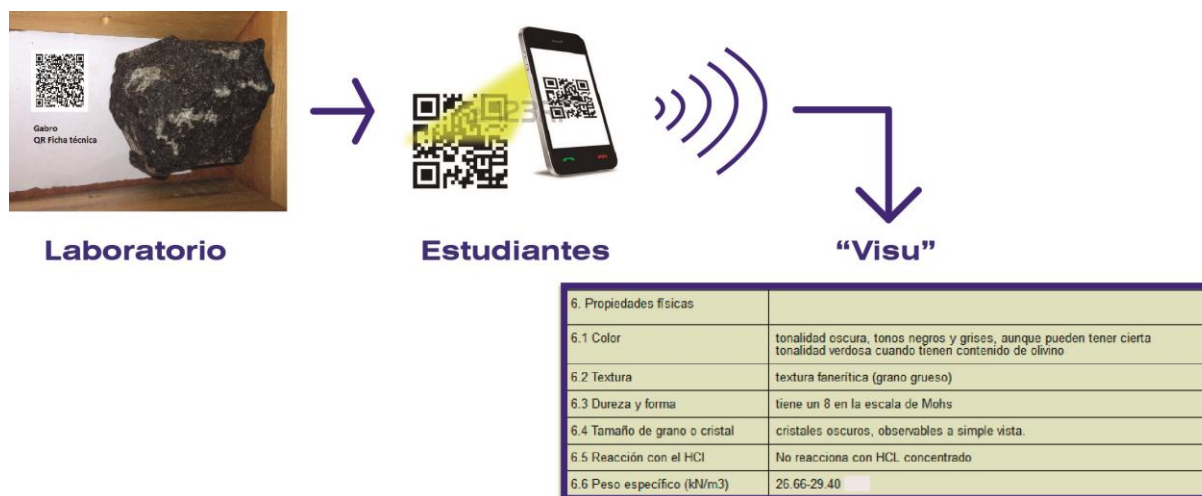 Gabro
QR Ficha técnica
Laboratorio
Estudiantes
“Visu”
6. Propiedades físicas
6.1 Color
tonalidad oscura, tonos negros y grises, aunque pueden tener cierta
tonalidad verdosa cuando tienen contenido de olivino
6.2 Textura
textura fanerítica (grano grueso)
6.3 Dureza y forma
tiene un 8 en la escala de Mohs
6.4 Tamaño de grano o cristal
cristales oscuros, observables a simple vista.
6.5 Reacción con el HCl
No reacciona con HCL concentrado
6.6 Peso específico (kN/m3)
26.66-29.40